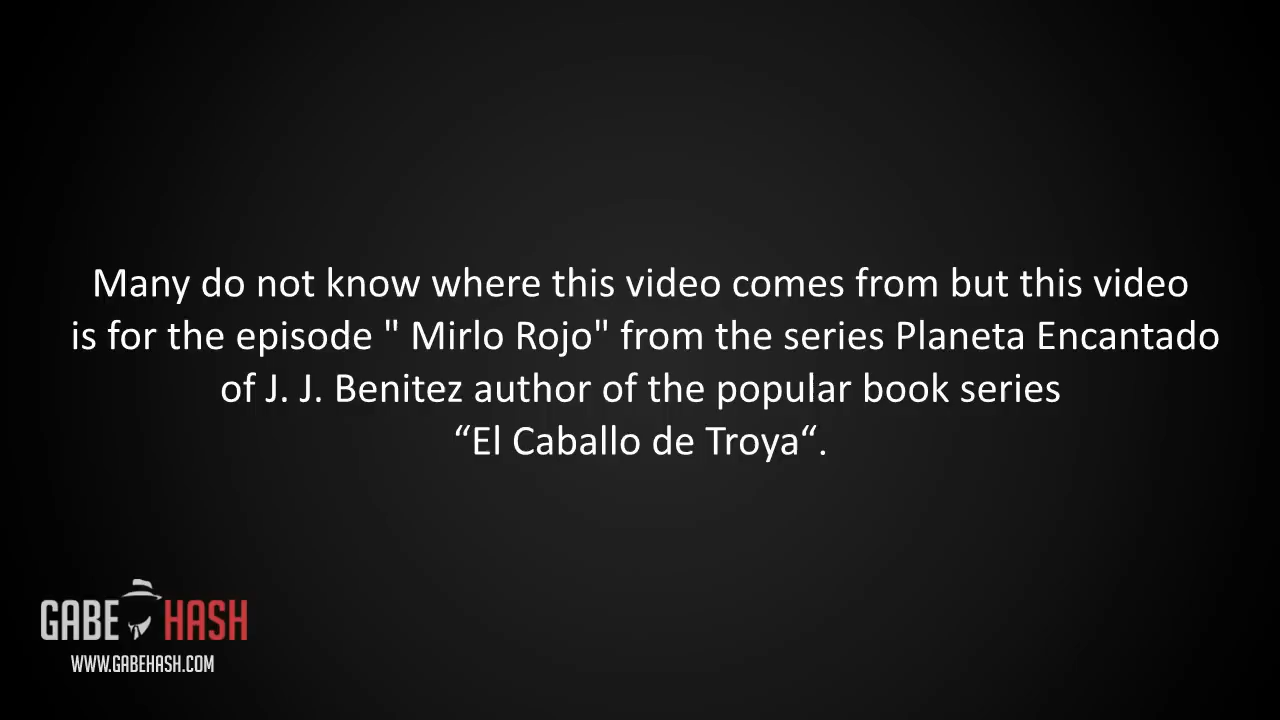 Many do not know where this video comes from but this video
is for the episode " Mirlo Rojo" from the series Planeta Encantado
of J. J. Benitez author of the popular book series
“El Caballo de Troya“.
GABE HASH
WWW.GABEHASH.COM